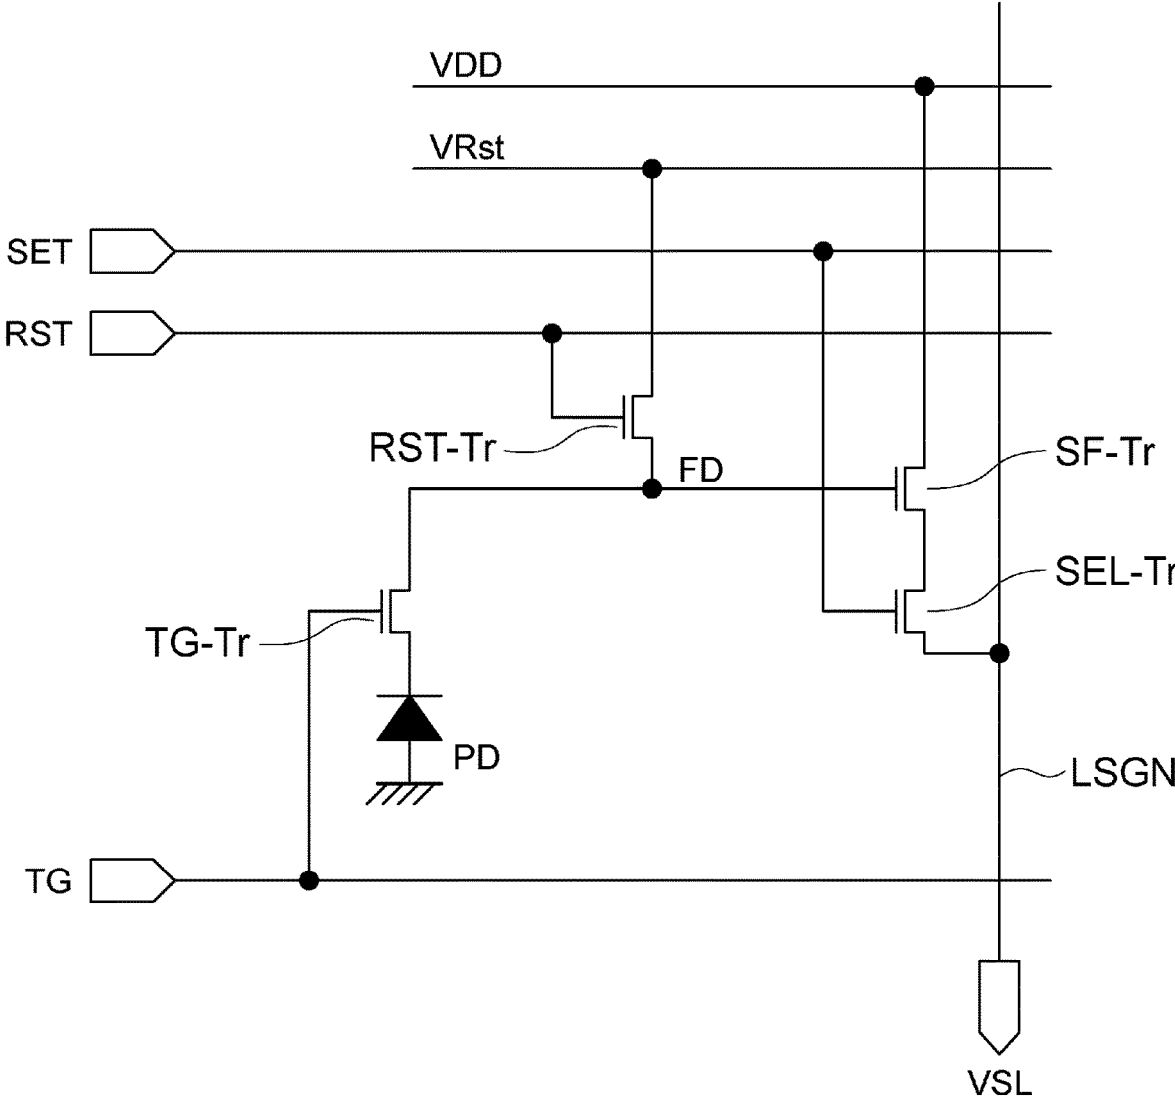 VDD
VRst
SET
RST
RST-Tr
FD
SF-Tr
SEL-Tr
TG-Tr
PD
LSGN
TG
VSL